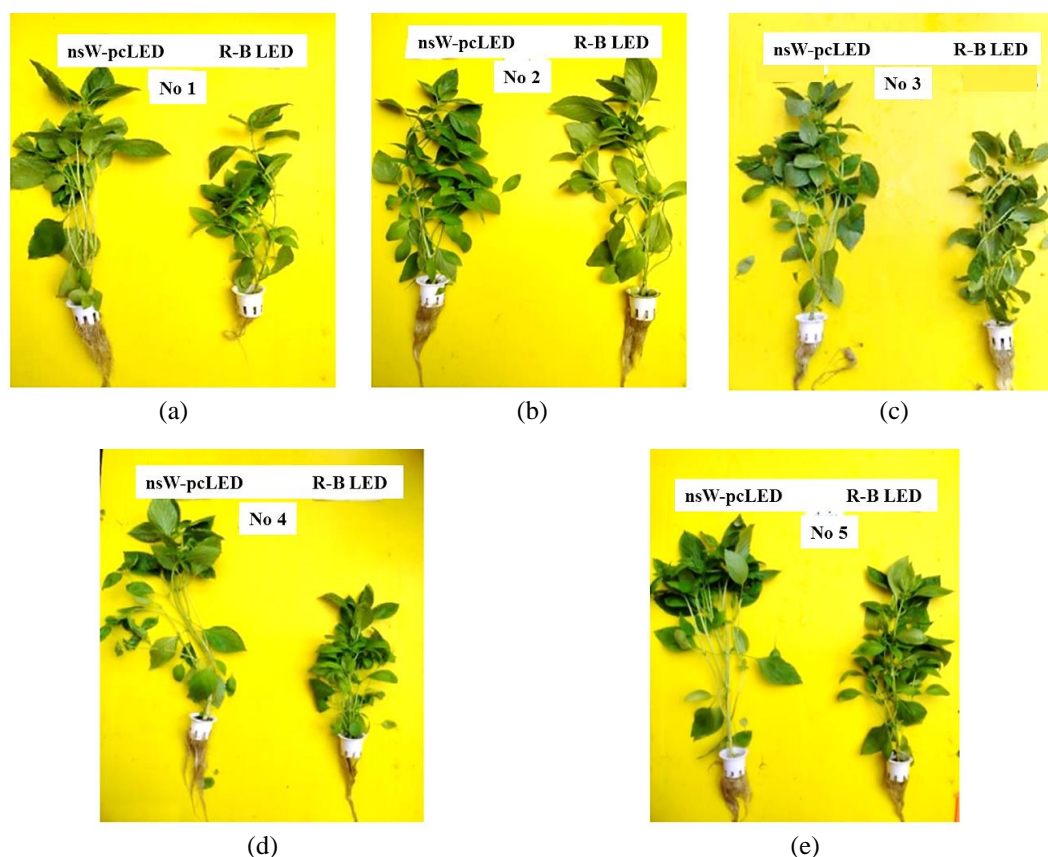 nsW-pcLED R-B LED
No 1
nsW-pcLED R-B LED
No 2
nsW-pcLED R-B LED
No 3
(a) (b) (c)
nsW-pcLED R-B LED
No 4
nsW-pcLED R-B LED
No 5
(d) (e)